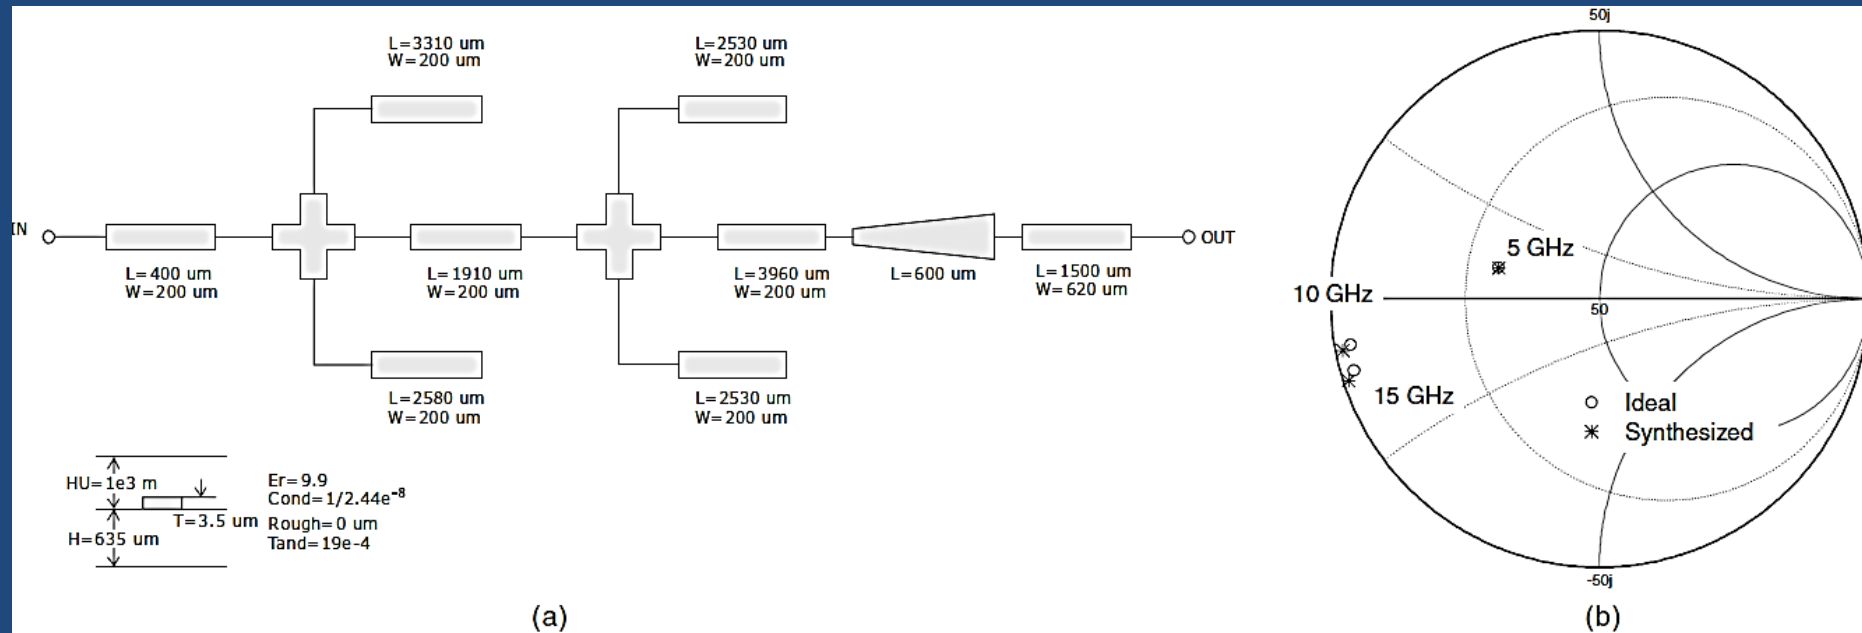 L=3310 um
W=200 um
L=2530 um
W=200 um
IN
OUT
L=400 um
W=200 um
L=1910 um
W=200 um
L=3960 um
W=200 um
L=600 um
L=1500 um
W=620 um
L=2580 um
W=200 um
L=2530 um
W=200 um
HU=1e3 m
T=3.5 um
H=635 um
Er=9.9
Cond=1/2.44e⁻⁸
Rough=0 um
Tand=19e-4
(a)
50j
5 GHz
10 GHz
50
15 GHz
Ideal
Synthesized
-50j
(b)